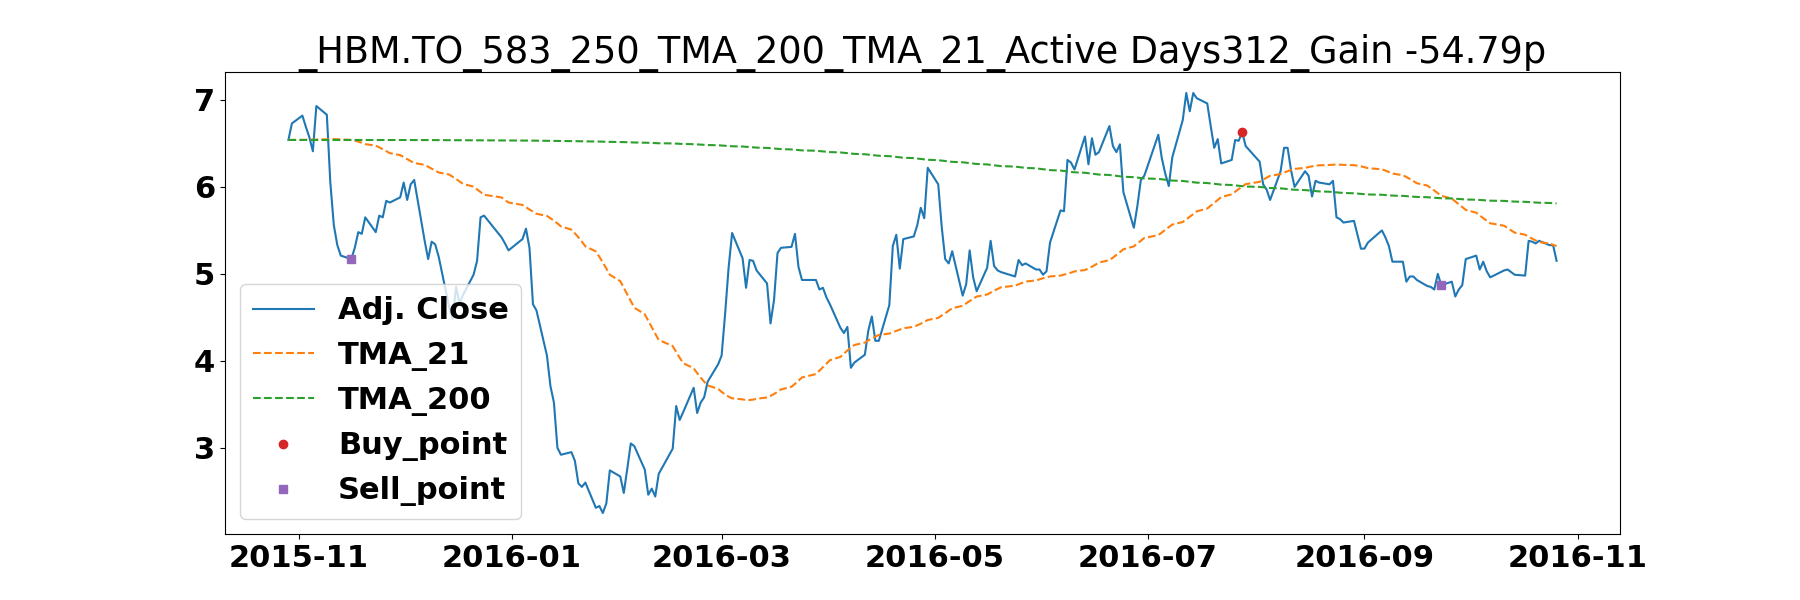 _HBM.TO_583_250_TMA_200_TMA_21_Active Days312_Gain -54.79p
7
6
5
4
3
Adj. Close
TMA_21
TMA_200
Buy_point
Sell_point
2015-11 2016-01 2016-03 2016-05 2016-07 2016-09 2016-11